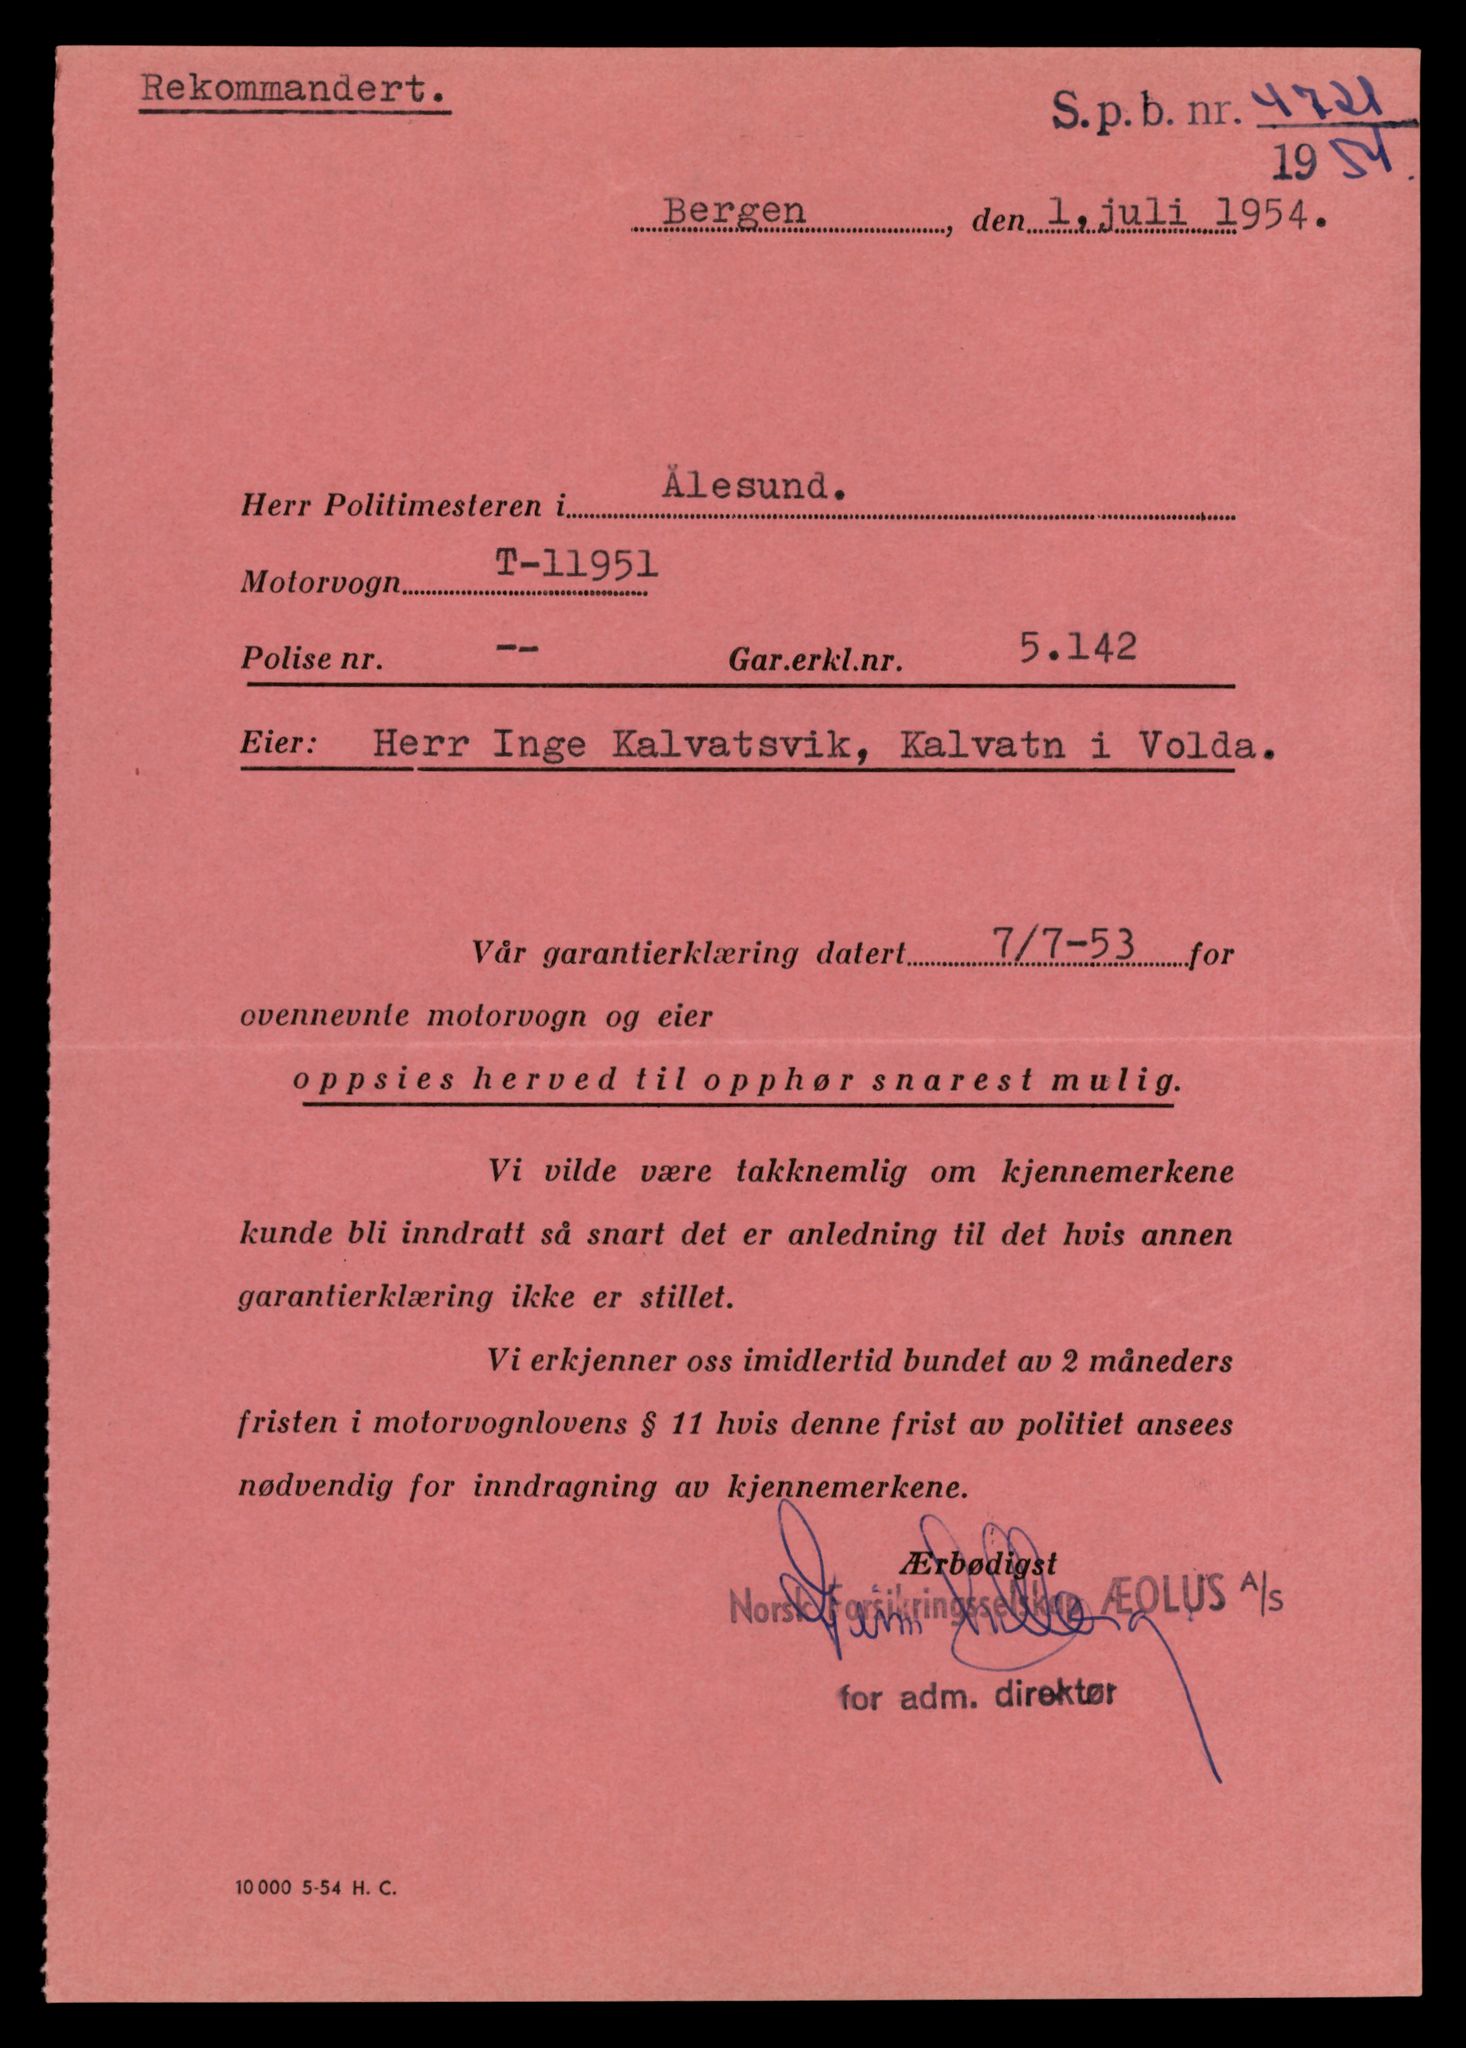 Rekommandert.
S.p.b. nr. 4721
1954.
Bergen, den 1. juli 1954.
Herr Politimesteren i Ålesund.
Motorvogn T-11951
Polise nr. -- Gar.erkl.nr. 5.142
Eier: Herr Inge Kalvatsvik, Kalvatn i Volda.
Vår garantierklæring datert 7/7-53 for
ovennevnte motorvogn og eier
oppsies herved til opphør snarest mulig.
Vi vilde være takknemlig om kjennemerkene
kunde bli inndratt så snart det er anledning til det hvis annen
garantierklæring ikke er stillet.
Vi erkjenner oss imidlertid bundet av 2 måneders
fristen i motorvognlovens § 11 hvis denne frist av politiet ansees
nødvendig for inndragning av kjennemerkene.
Ærbødigst
Norsk Forsikringsselskap ÆOLUS A/S
for adm. direktør
10 000 5-54 H. C.